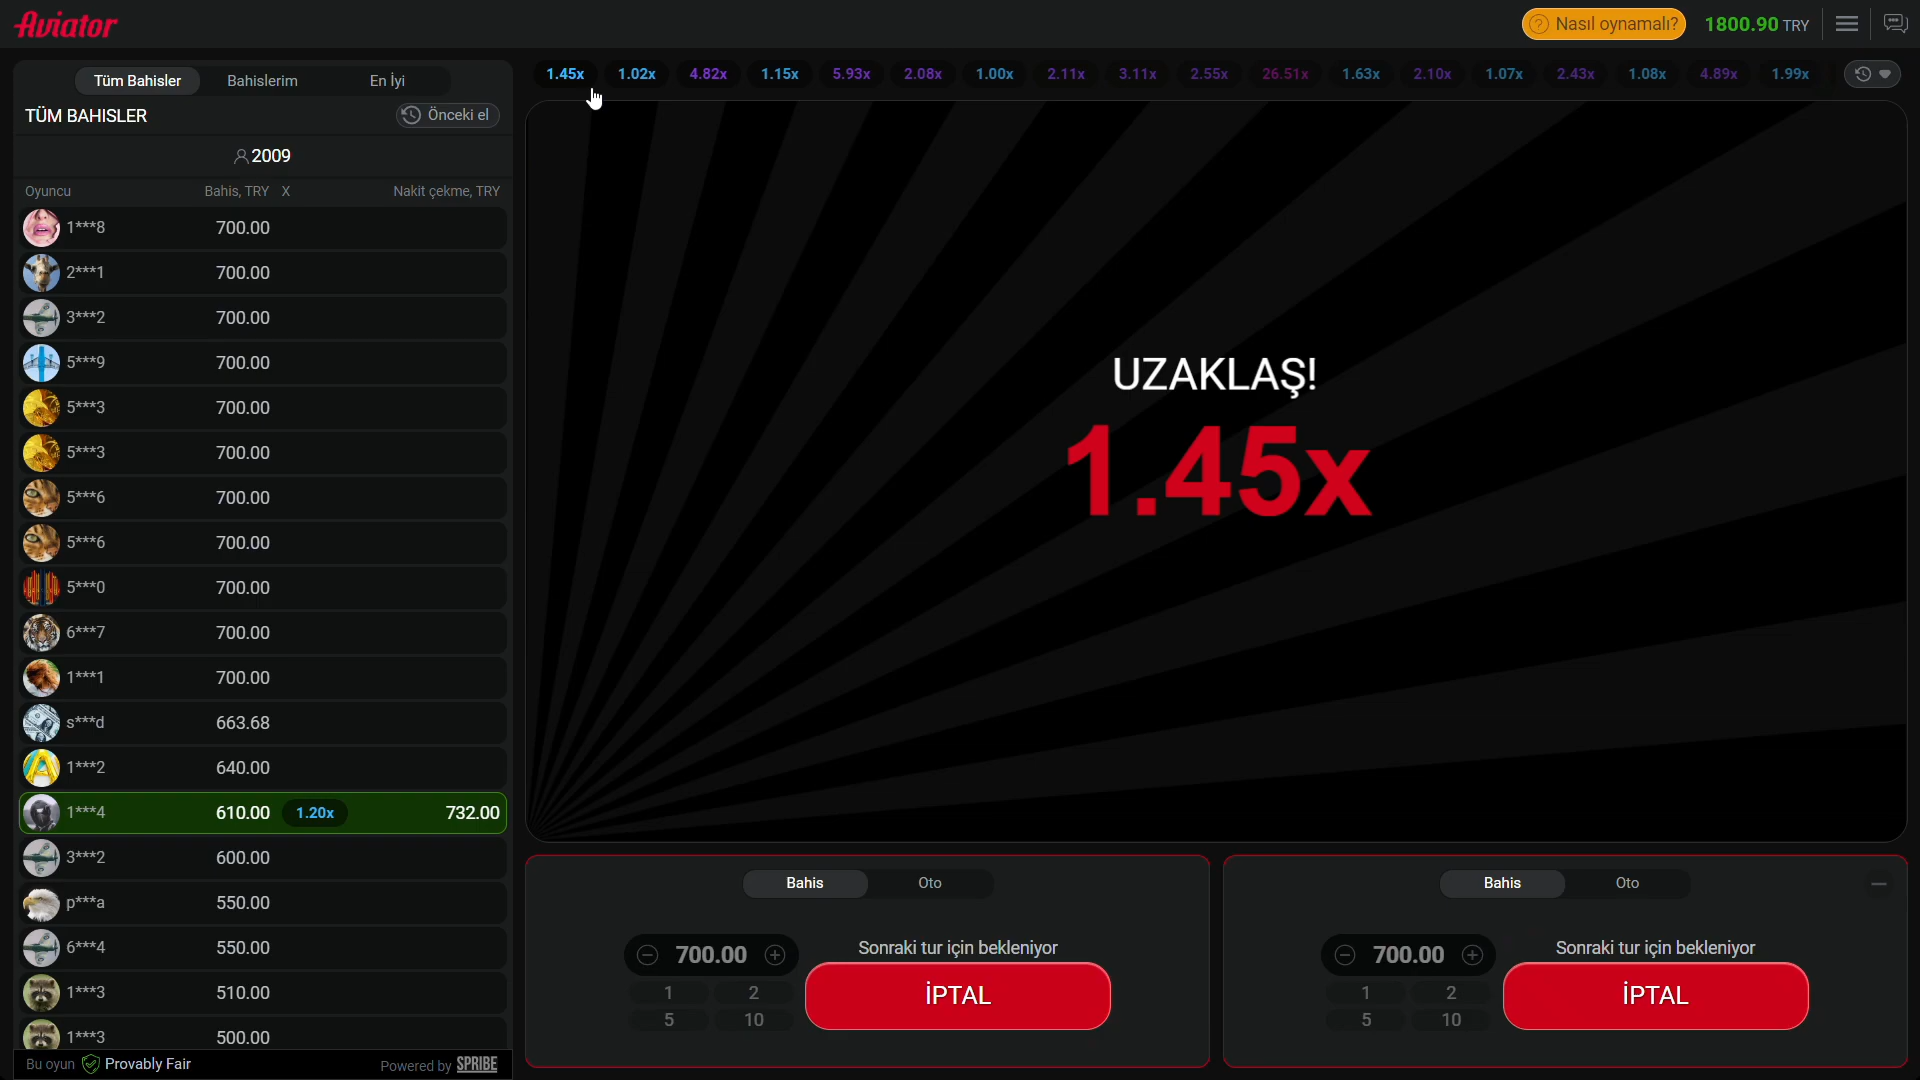 Aviator
Nasıl oynamalı?
1800.90 TRY
Tüm Bahisler
Bahislerim
En İyi
TÜM BAHISLER
Önceki el
2009
Oyuncu Bahis, TRY X Nakit çekme, TRY
1***8 700.00
2***1 700.00
3***2 700.00
5***9 700.00
5***3 700.00
5***3 700.00
5***6 700.00
5***6 700.00
5***0 700.00
6***7 700.00
1***1 700.00
s***d 663.68
1***2 640.00
1***4 610.00 1.20x 732.00
3***2 600.00
p***a 550.00
6***4 550.00
1***3 510.00
1***3 500.00
Bu oyun Provably Fair
Powered by SPRIBE
1.45x 1.02x 4.82x 1.15x 5.93x 2.08x 1.00x 2.11x 3.11x 2.55x 26.51x 1.63x 2.10x 1.07x 2.43x 1.08x 4.89x 1.99x
UZAKLAŞ!
1.45x
Bahis Oto
700.00
1 2
5 10
Sonraki tur için bekleniyor
İPTAL
Bahis Oto
700.00
1 2
5 10
Sonraki tur için bekleniyor
İPTAL